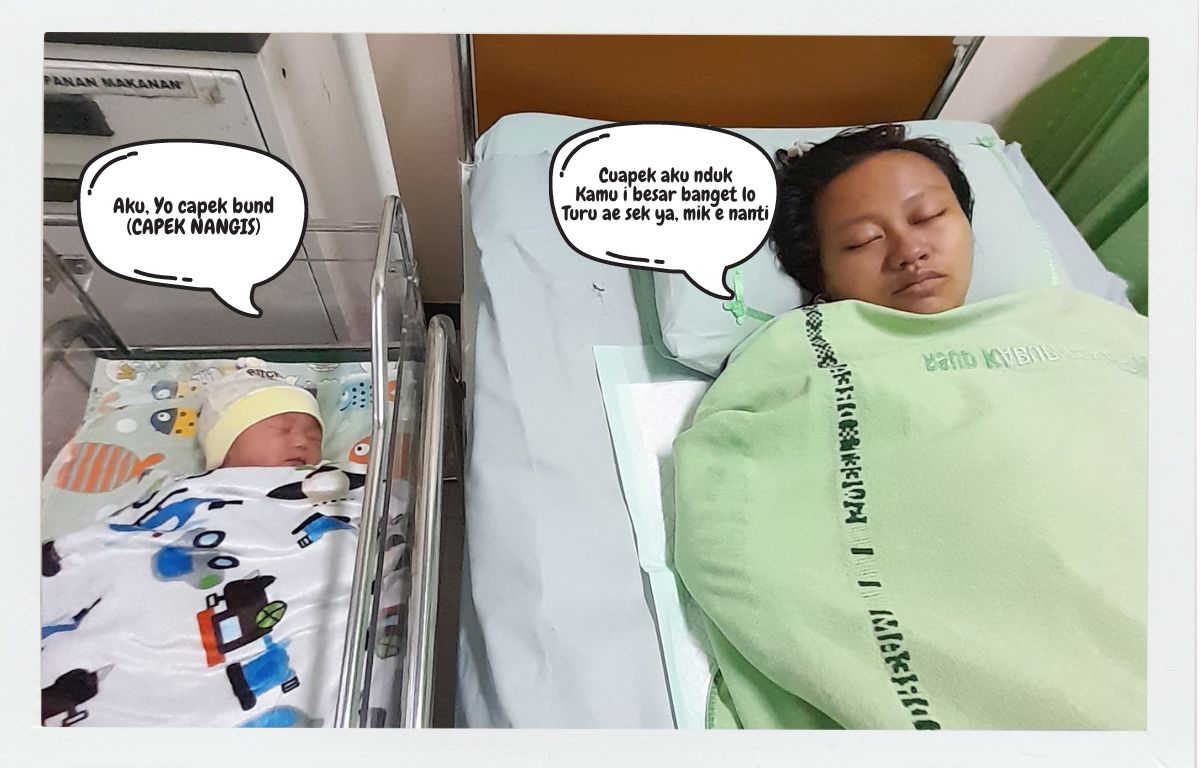 PANAN MAKANAN
Aku, Yo capek bund
(CAPEK NANGIS)
Cuapek aku nduk
Kamu i besar banget lo
Turu ae sek ya, mik e nanti